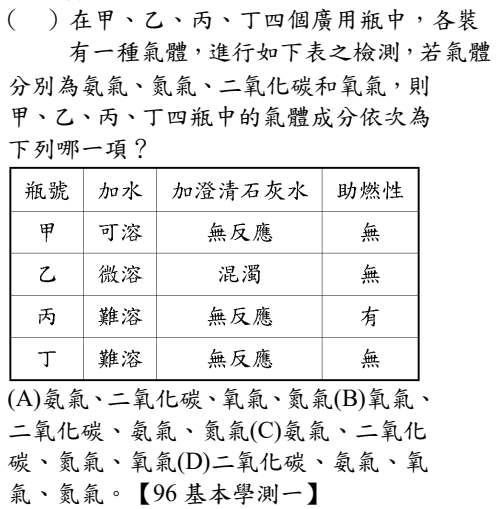 (　)在甲、乙、丙、丁四個廣用瓶中，各裝
有一種氣體，進行如下表之檢測，若氣體
分別為氨氣、氮氣、二氧化碳和氧氣，則
甲、乙、丙、丁四瓶中的氣體成分依次為
下列哪一項？
瓶號 加水 加澄清石灰水 助燃性
甲 可溶 無反應 無
乙 微溶 混濁 無
丙 難溶 無反應 有
丁 難溶 無反應 無
(A)氨氣、二氧化碳、氧氣、氮氣(B)氧氣、
二氧化碳、氨氣、氮氣(C)氨氣、二氧化
碳、氮氣、氧氣(D)二氧化碳、氨氣、氧
氣、氮氣。【96 基本學測一】